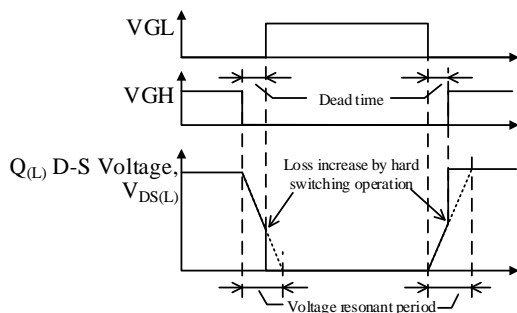 VGL
VGH
Dead time
Q(L) D-S Voltage,
VDS(L)
Loss increase by hard
switching operation
Voltage resonant period